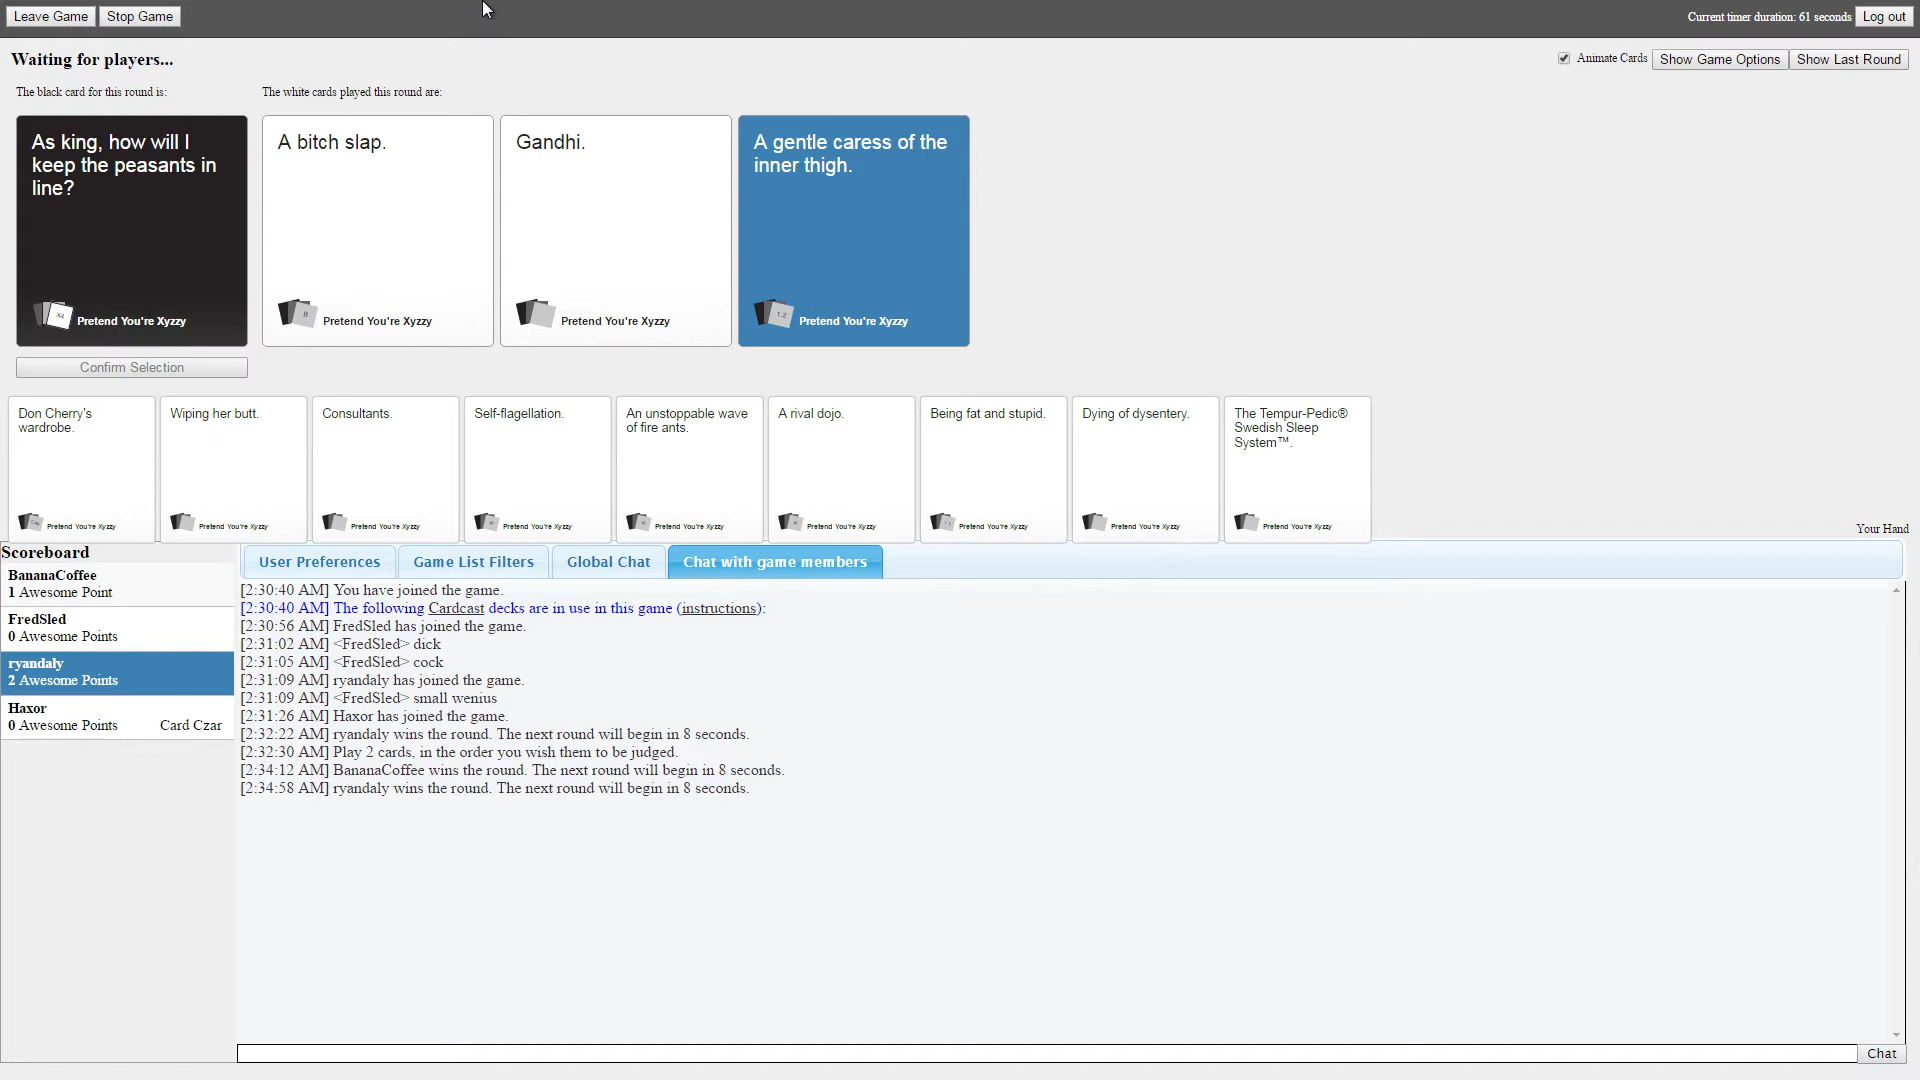 Leave Game Stop Game Current timer duration: 61 seconds Log out
Waiting for players... Animate Cards Show Game Options Show Last Round
The black card for this round is: The white cards played this round are:
As king, how will I
keep the peasants in
line?
X4 Pretend You're Xyzzy
A bitch slap.
B Pretend You're Xyzzy
Gandhi.
Pretend You're Xyzzy
A gentle caress of the
inner thigh.
1.2 Pretend You're Xyzzy
Confirm Selection
Don Cherry's
wardrobe.
Pretend You're Xyzzy
Wiping her butt.
Pretend You're Xyzzy
Consultants.
Pretend You're Xyzzy
Self-flagellation.
Pretend You're Xyzzy
An unstoppable wave
of fire ants.
Pretend You're Xyzzy
A rival dojo.
Pretend You're Xyzzy
Being fat and stupid.
Pretend You're Xyzzy
Dying of dysentery.
Pretend You're Xyzzy
The Tempur-Pedic®
Swedish Sleep
System™.
Pretend You're Xyzzy
Your Hand
Scoreboard
BananaCoffee
1 Awesome Point
FredSled
0 Awesome Points
ryandaly
2 Awesome Points
Haxor
0 Awesome Points Card Czar
User Preferences Game List Filters Global Chat Chat with game members
[2:30:40 AM] You have joined the game.
[2:30:40 AM] The following Cardcast decks are in use in this game (instructions):
[2:30:56 AM] FredSled has joined the game.
[2:31:02 AM] <FredSled> dick
[2:31:05 AM] <FredSled> cock
[2:31:09 AM] ryandaly has joined the game.
[2:31:09 AM] <FredSled> small wenius
[2:31:26 AM] Haxor has joined the game.
[2:32:22 AM] ryandaly wins the round. The next round will begin in 8 seconds.
[2:32:30 AM] Play 2 cards, in the order you wish them to be judged.
[2:34:12 AM] BananaCoffee wins the round. The next round will begin in 8 seconds.
[2:34:58 AM] ryandaly wins the round. The next round will begin in 8 seconds.
Chat